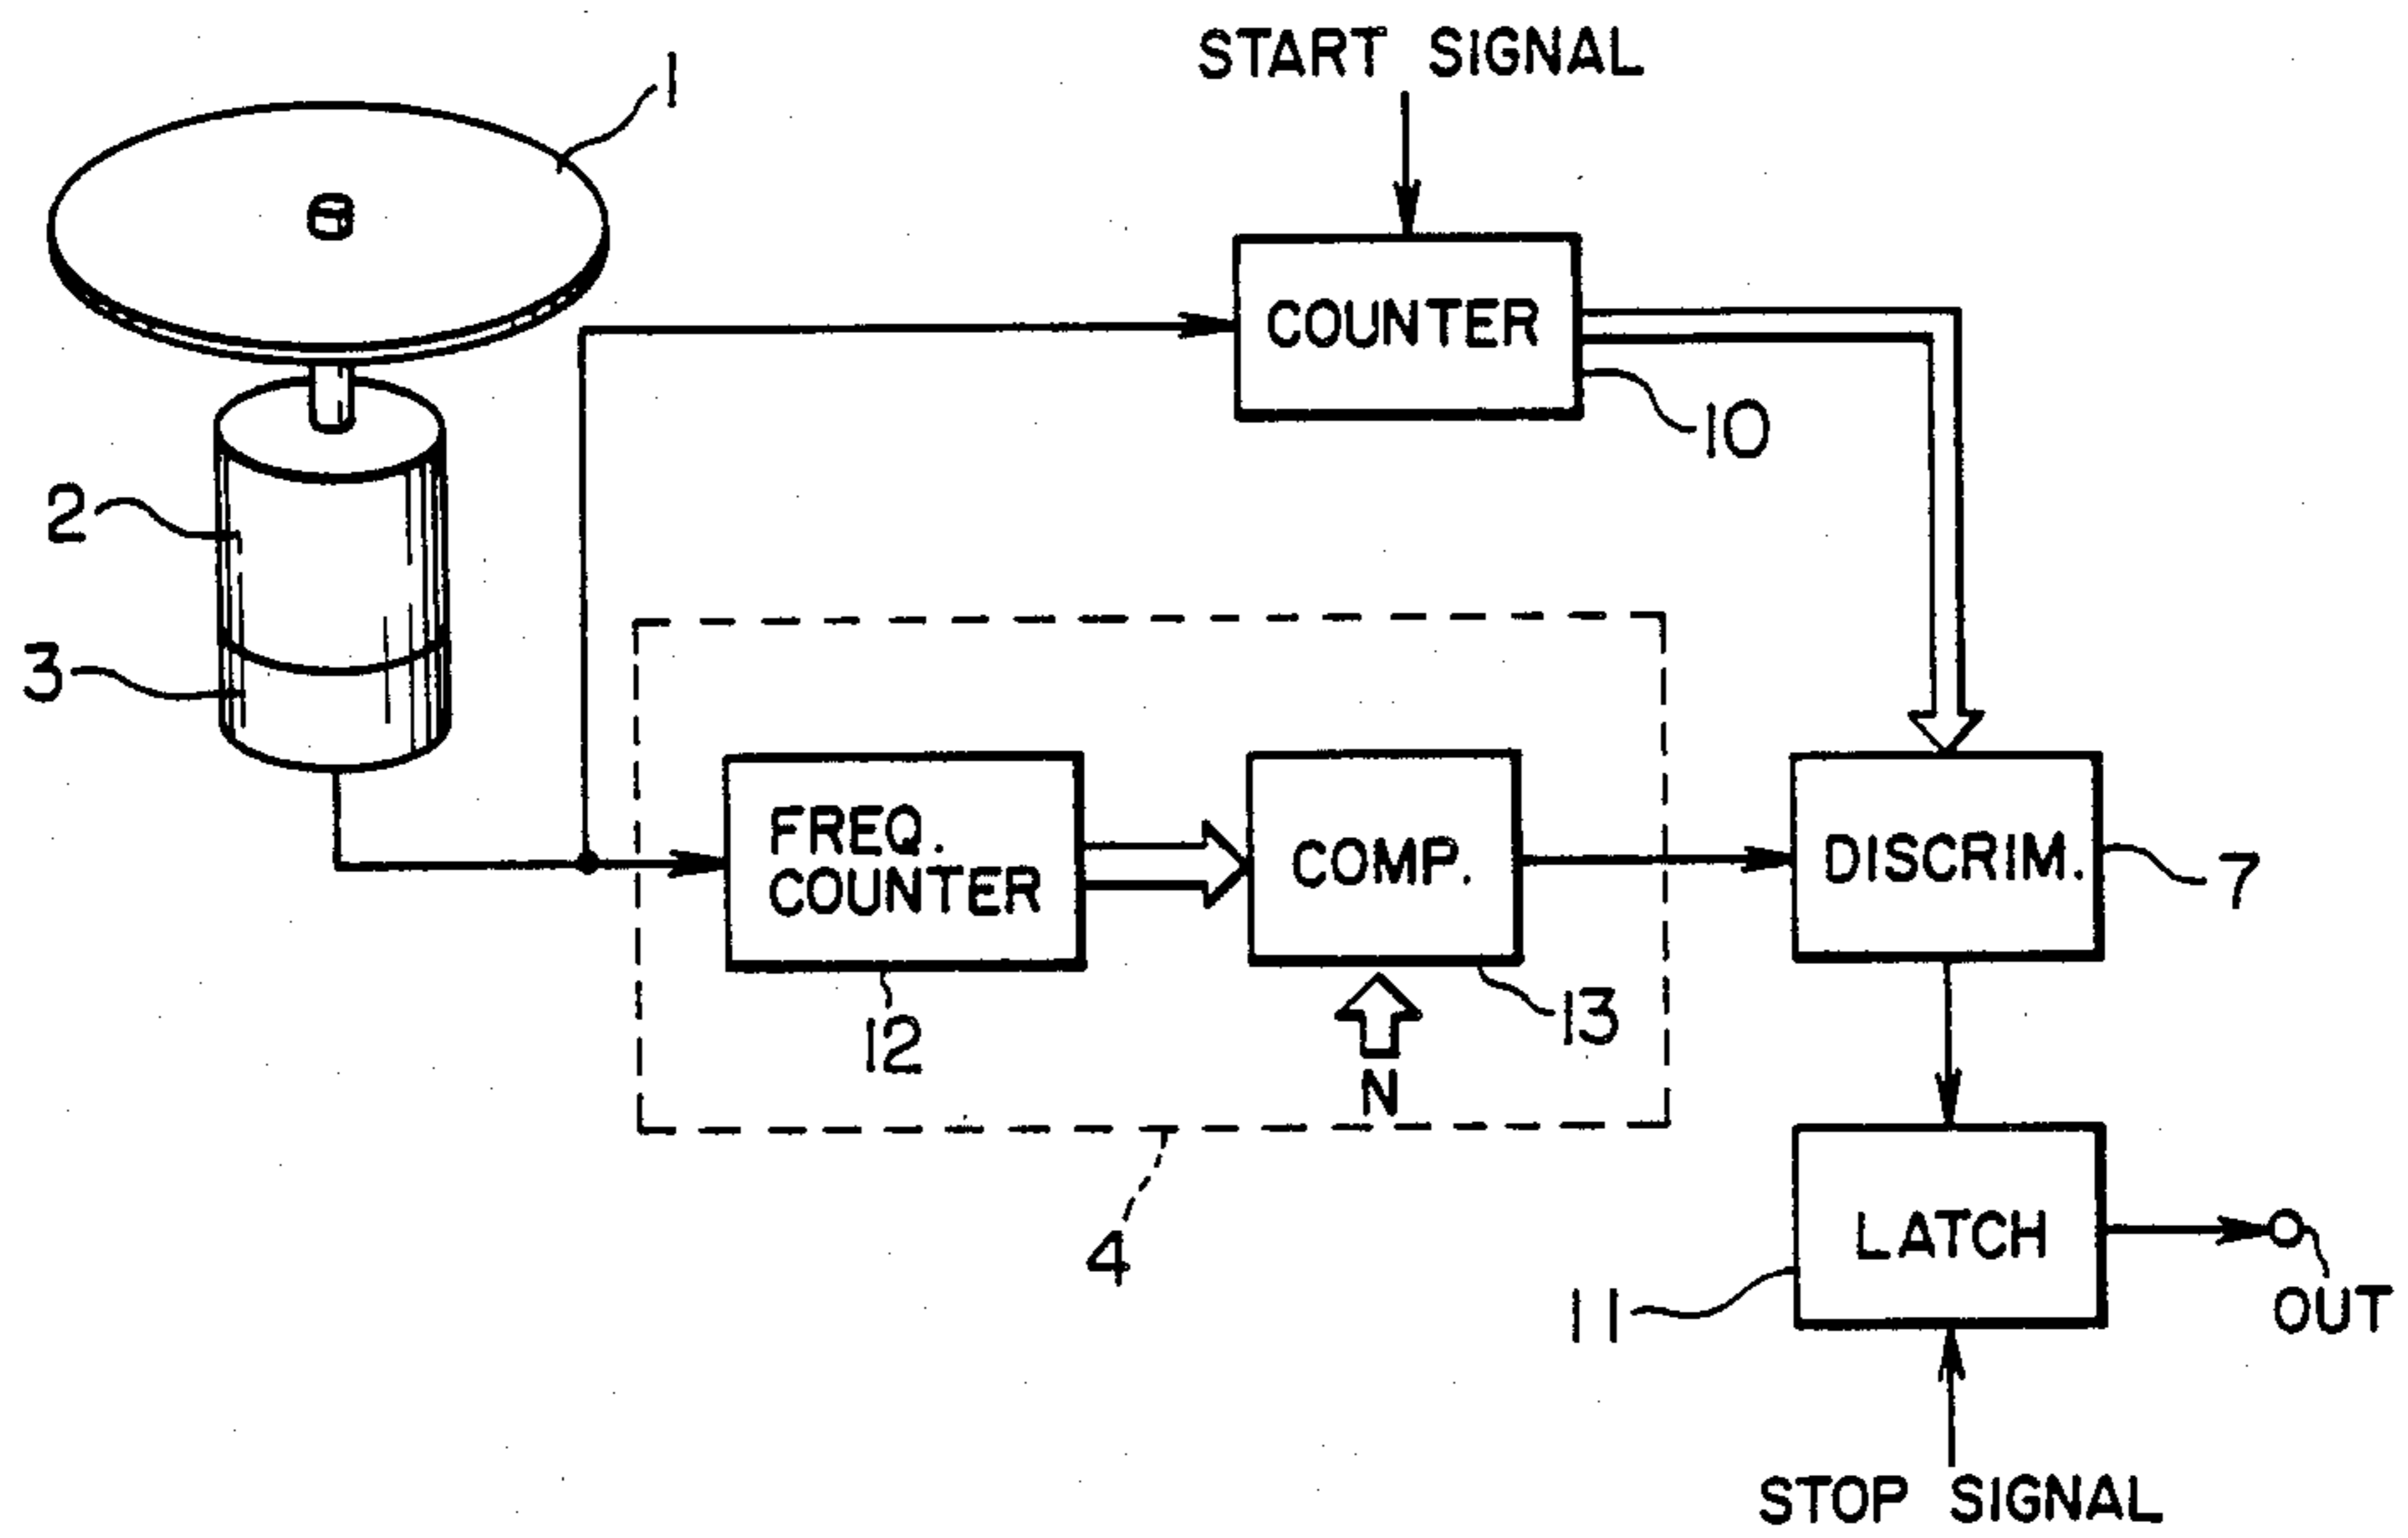 START SIGNAL
1
COUNTER
10
2
3
FREQ.
COUNTER
12
COMP.
13
N
4
DISCRIM.
7
LATCH
11
OUT
STOP SIGNAL